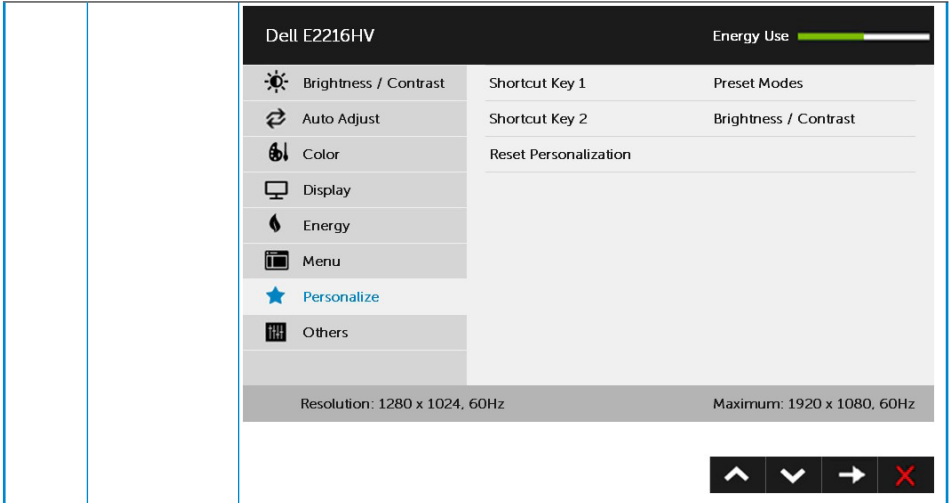 Dell E2216HV Energy Use
Brightness / Contrast Shortcut Key 1 Preset Modes
Auto Adjust Shortcut Key 2 Brightness / Contrast
Color Reset Personalization
Display
Energy
Menu
Personalize
Others
Resolution: 1280 x 1024, 60Hz Maximum: 1920 x 1080, 60Hz